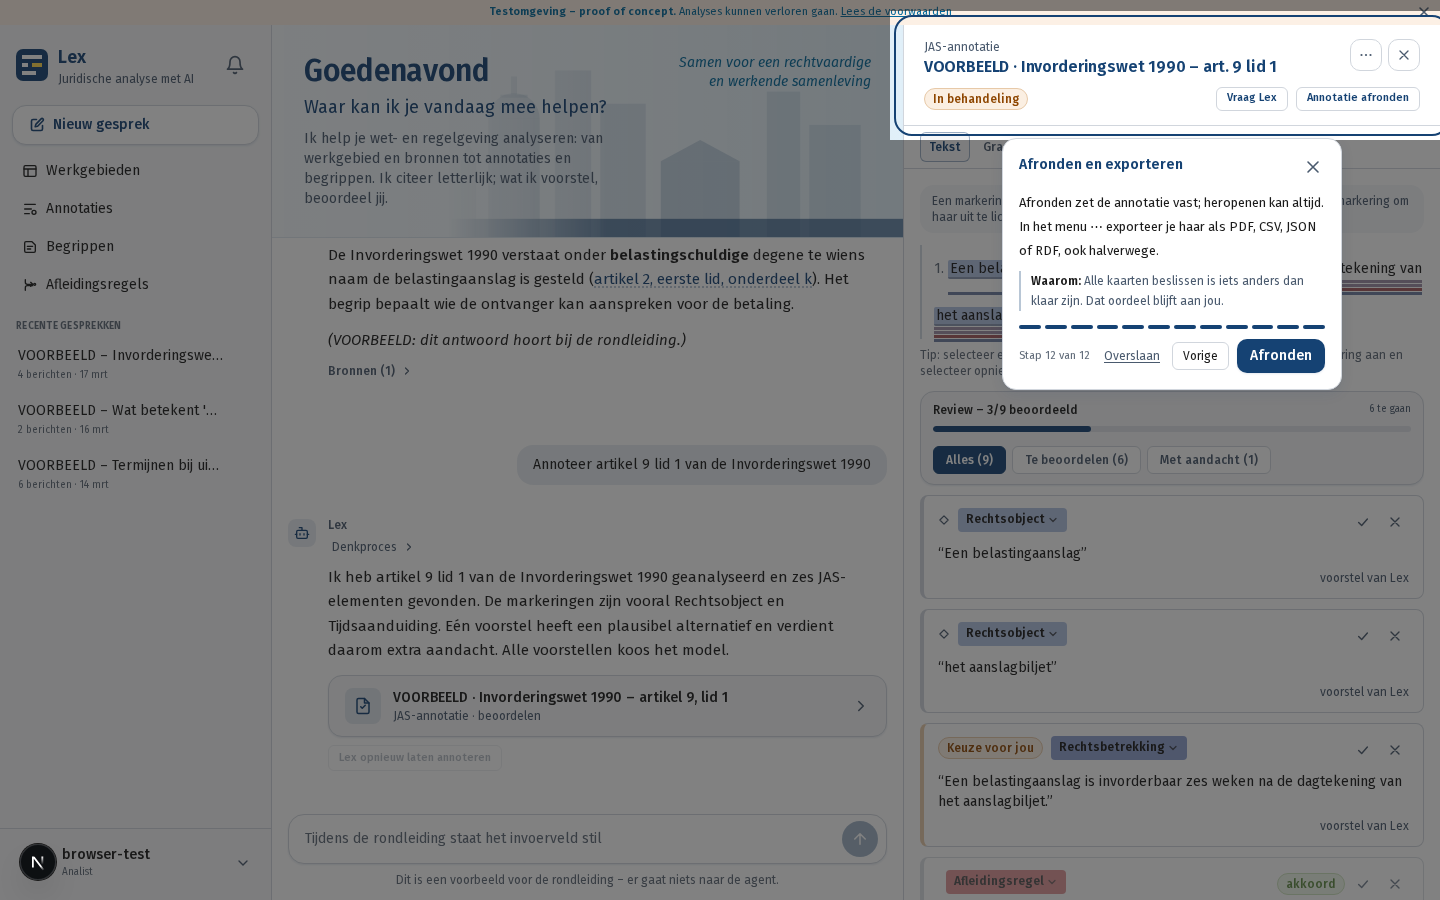 Testomgeving – proof of concept. Analyses kunnen verloren gaan. Lees de voorwaarden
Lex
Juridische analyse met AI
Nieuw gesprek
Werkgebieden
Annotaties
Begrippen
Afleidingsregels
RECENTE GESPREKKEN
VOORBEELD – Invorderingswe…
4 berichten · 17 mrt
VOORBEELD – Wat betekent '…
2 berichten · 16 mrt
VOORBEELD – Termijnen bij ui…
6 berichten · 14 mrt
N
browser-test
Analist
Goedenavond
Waar kan ik je vandaag mee helpen?
Ik help je wet- en regelgeving analyseren: van
werkgebied en bronnen tot annotaties en
begrippen. Ik citeer letterlijk; wat ik voorstel,
beoordeel jij.
Samen voor een rechtvaardige
en werkende samenleving
De Invorderingswet 1990 verstaat onder belastingschuldige degene te wiens
naam de belastingaanslag is gesteld (artikel 2, eerste lid, onderdeel k). Het
begrip bepaalt wie de ontvanger kan aanspreken voor de betaling.
(VOORBEELD: dit antwoord hoort bij de rondleiding.)
Bronnen (1)
Annoteer artikel 9 lid 1 van de Invorderingswet 1990
Lex
Denkproces
Ik heb artikel 9 lid 1 van de Invorderingswet 1990 geanalyseerd en zes JAS-
elementen gevonden. De markeringen zijn vooral Rechtsobject en
Tijdsaanduiding. Eén voorstel heeft een plausibel alternatief en verdient
daarom extra aandacht. Alle voorstellen koos het model.
VOORBEELD · Invorderingswet 1990 – artikel 9, lid 1
JAS-annotatie · beoordelen
Lex opnieuw laten annoteren
Tijdens de rondleiding staat het invoerveld stil
Dit is een voorbeeld voor de rondleiding – er gaat niets naar de agent.
JAS-annotatie
VOORBEELD · Invorderingswet 1990 – art. 9 lid 1
In behandeling
Vraag Lex
Annotatie afronden
Tekst
Gra
Een markerin
markering om
haar uit te lic
1. Een bela
tekening van
het aansla
Tip: selecteer e
ring aan en
selecteer opnie
Afronden en exporteren
Afronden zet de annotatie vast; heropenen kan altijd.
In het menu ⋯ exporteer je haar als PDF, CSV, JSON
of RDF, ook halverwege.
Waarom: Alle kaarten beslissen is iets anders dan
klaar zijn. Dat oordeel blijft aan jou.
Stap 12 van 12
Overslaan
Vorige
Afronden
Review – 3/9 beoordeeld
6 te gaan
Alles (9)
Te beoordelen (6)
Met aandacht (1)
Rechtsobject
“Een belastingaanslag”
voorstel van Lex
Rechtsobject
“het aanslagbiljet”
voorstel van Lex
Keuze voor jou
Rechtsbetrekking
“Een belastingaanslag is invorderbaar zes weken na de dagtekening van
het aanslagbiljet.”
voorstel van Lex
Afleidingsregel
akkoord